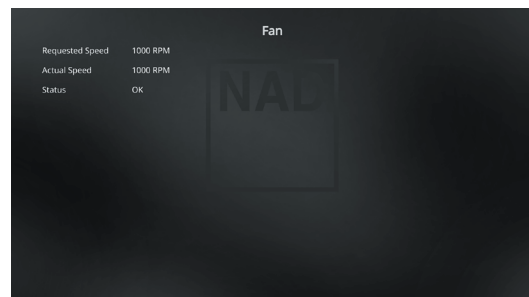 Fan
Requested Speed 1000 RPM
Actual Speed 1000 RPM
Status OK
NAD